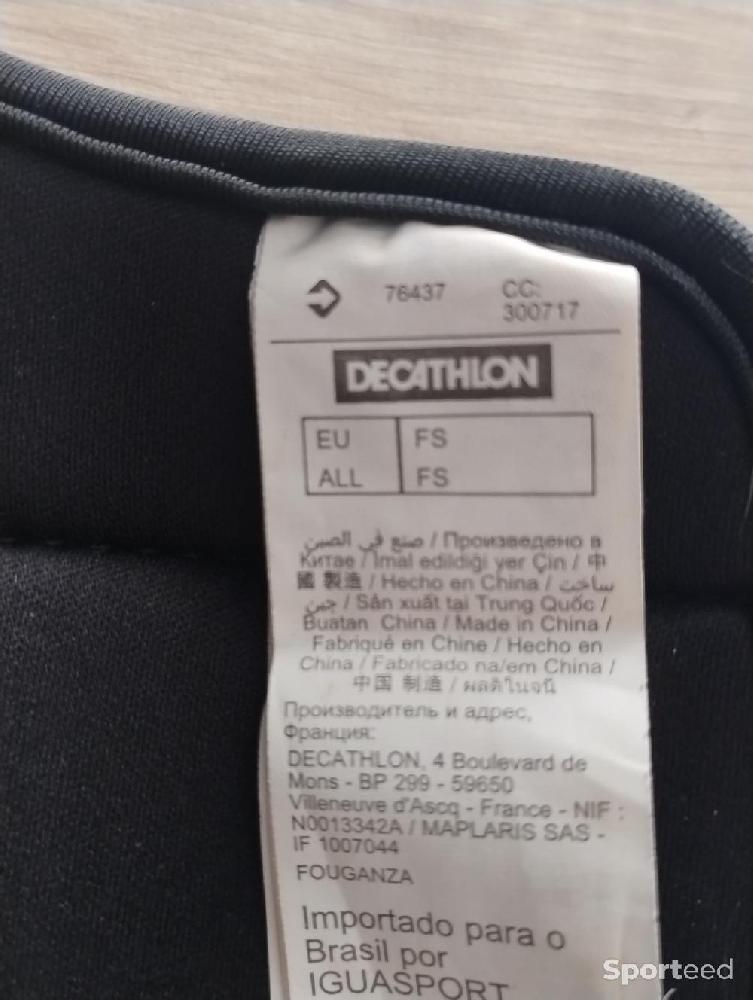 76437 CC:
300717
DECATHLON
EU FS
ALL FS
صنع في الصين / Произведено в
Китае / İmal edildiği yer Çin / 中
國 製造 / Hecho en China / ساخت
چین / Sản xuất tại Trung Quốc /
Buatan China / Made in China /
Fabriqué en Chine / Hecho en
China / Fabricado na/em China /
中国 制造 / ผลิตในจีน
Производитель и адрес,
Франция:
DECATHLON, 4 Boulevard de
Mons - BP 299 - 59650
Villeneuve d'Ascq - France - NIF :
N0013342A / MAPLARIS SAS -
IF 1007044
FOUGANZA
Importado para o
Brasil por
IGUASPORT
Sporteed